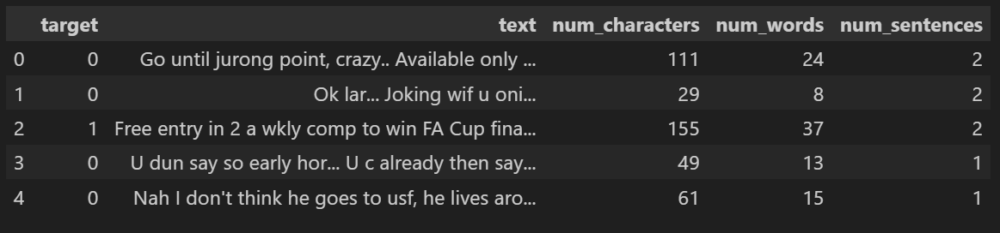 target text num_characters num_words num_sentences
0 0 Go until jurong point, crazy.. Available only ... 111 24 2
1 0 Ok lar... Joking wif u oni... 29 8 2
2 1 Free entry in 2 a wkly comp to win FA Cup fina... 155 37 2
3 0 U dun say so early hor... U c already then say... 49 13 1
4 0 Nah I don't think he goes to usf, he lives aro... 61 15 1